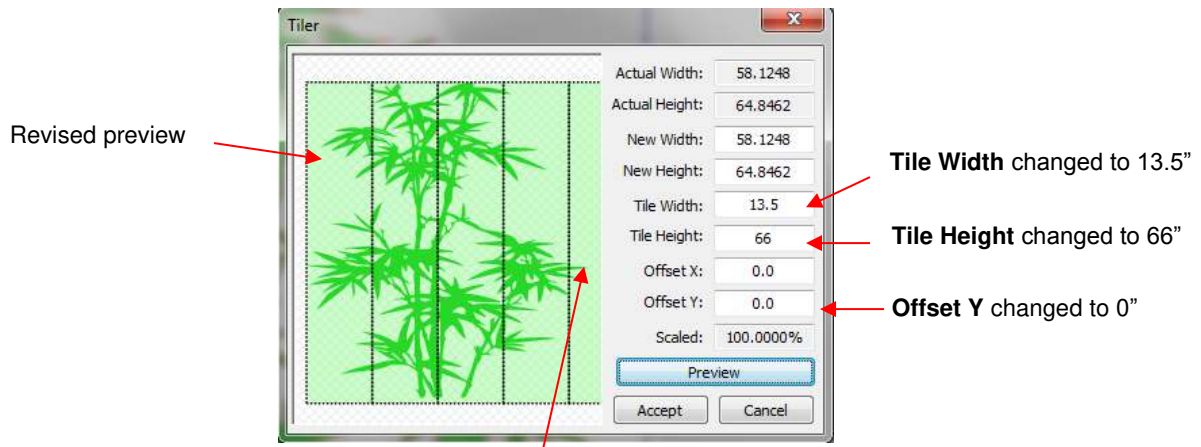 Tiler
Revised preview
Actual Width: 58.1248
Actual Height: 64.8462
New Width: 58.1248
New Height: 64.8462
Tile Width: 13.5
Tile Height: 66
Offset X: 0.0
Offset Y: 0.0
Scaled: 100.0000%
Preview
Accept Cancel
Tile Width changed to 13.5”
Tile Height changed to 66”
Offset Y changed to 0”